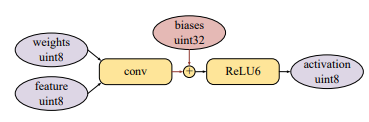 biases
uint32
weights
uint8
conv
+
ReLU6
activation
uint8
feature
uint8